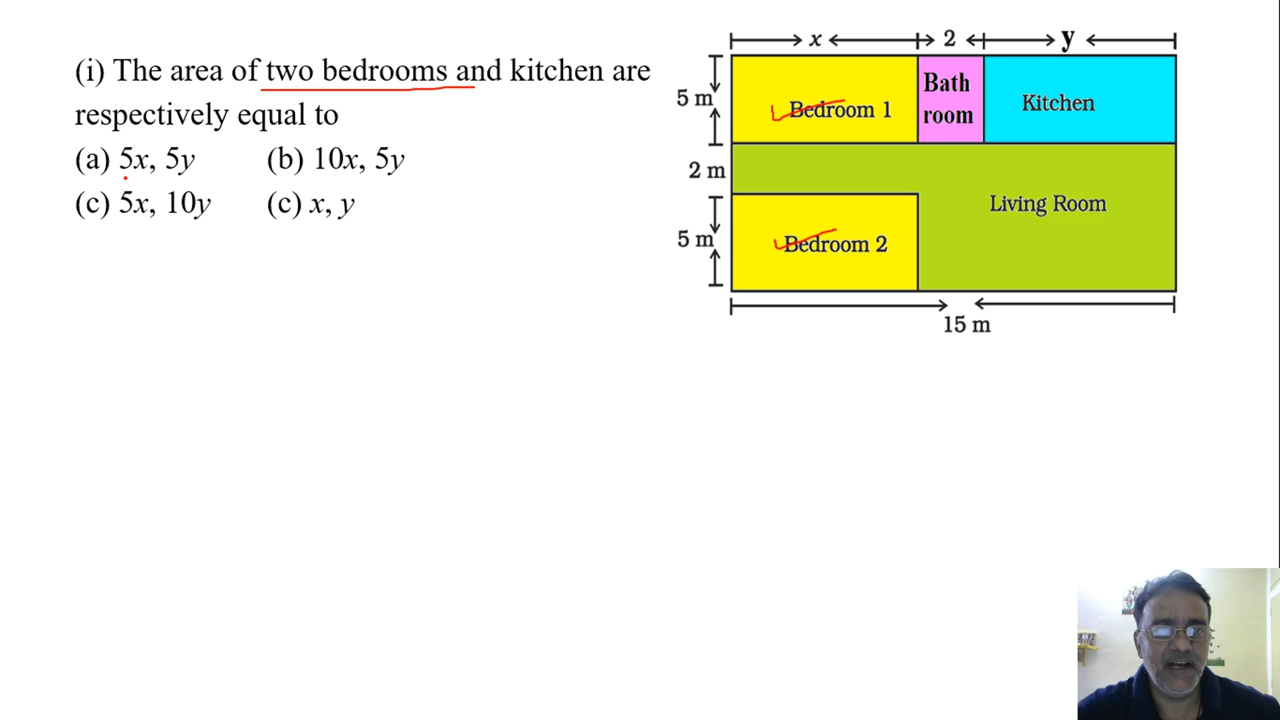 (i) The area of two bedrooms and kitchen are
respectively equal to
(a) 5x, 5y (b) 10x, 5y
(c) 5x, 10y (c) x, y
x 2 y
5 m
Bedroom 1
Bath
room
Kitchen
2 m
Living Room
5 m
Bedroom 2
15 m